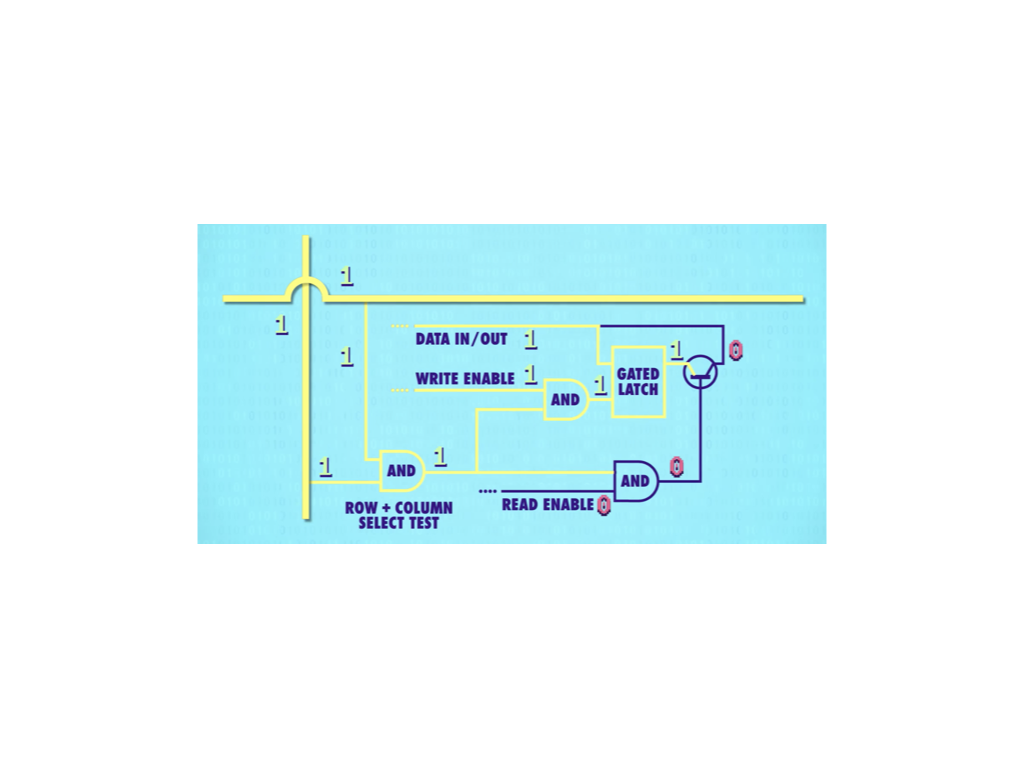 1
1
DATA IN/OUT 1
1
1 0
WRITE ENABLE 1
GATED
LATCH
AND 1
1
AND
1
0
1
AND
READ ENABLE 0
ROW + COLUMN
SELECT TEST